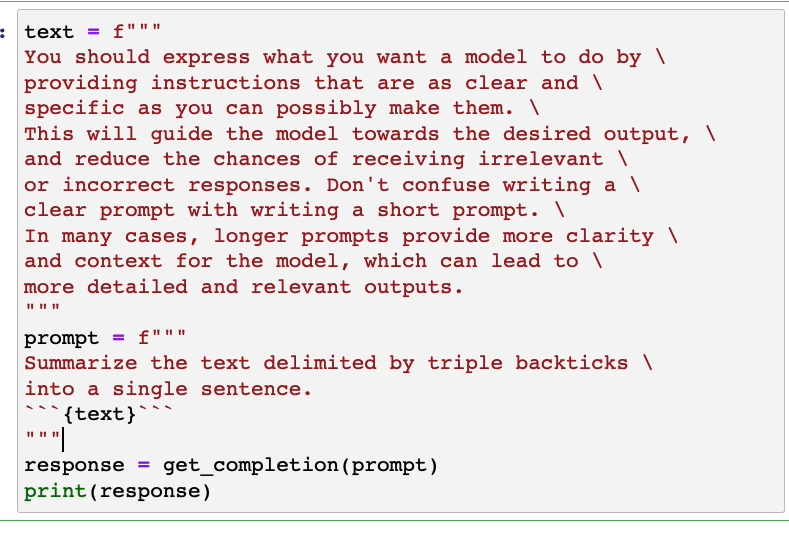 :
text = f"""
You should express what you want a model to do by \
providing instructions that are as clear and \
specific as you can possibly make them. \
This will guide the model towards the desired output, \
and reduce the chances of receiving irrelevant \
or incorrect responses. Don't confuse writing a \
clear prompt with writing a short prompt. \
In many cases, longer prompts provide more clarity \
and context for the model, which can lead to \
more detailed and relevant outputs.
"""
prompt = f"""
Summarize the text delimited by triple backticks \
into a single sentence.
```{text}```
"""
response = get_completion(prompt)
print(response)